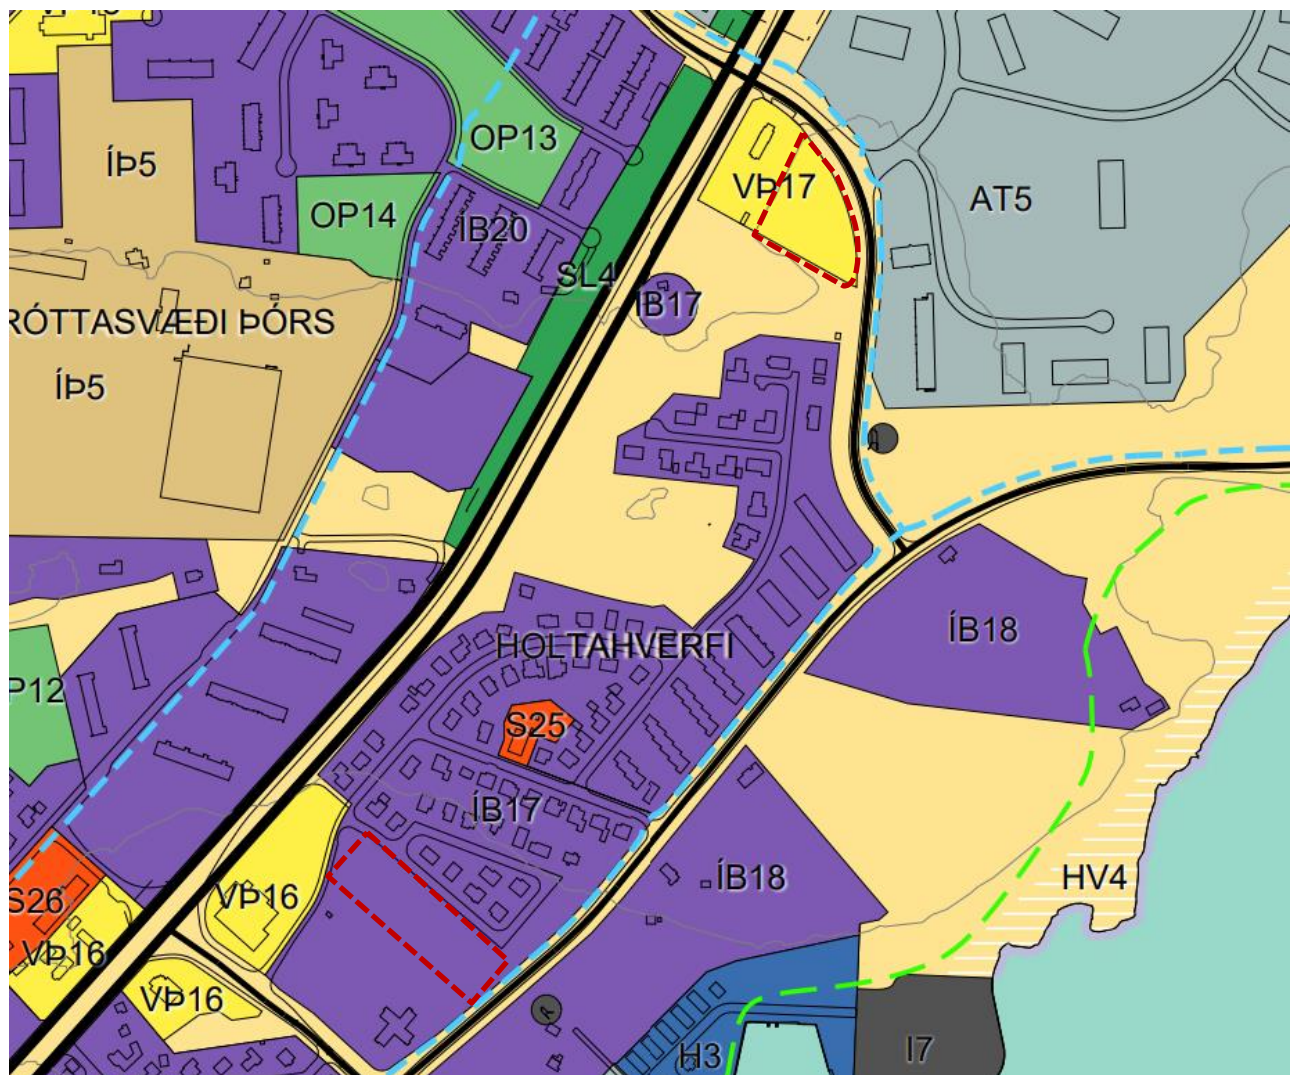 OP13
ÍÞ5
VÞ17
OP14
AT5
ÍB20
SL4
ÍB17
RÓTTASVÆÐI ÞÓRS
ÍÞ5
ÍB18
HOLTAHVERFI
P12
S25
ÍB17
ÍB18
HV4
S26
VÞ16
VÞ16
VÞ16
H3
I7